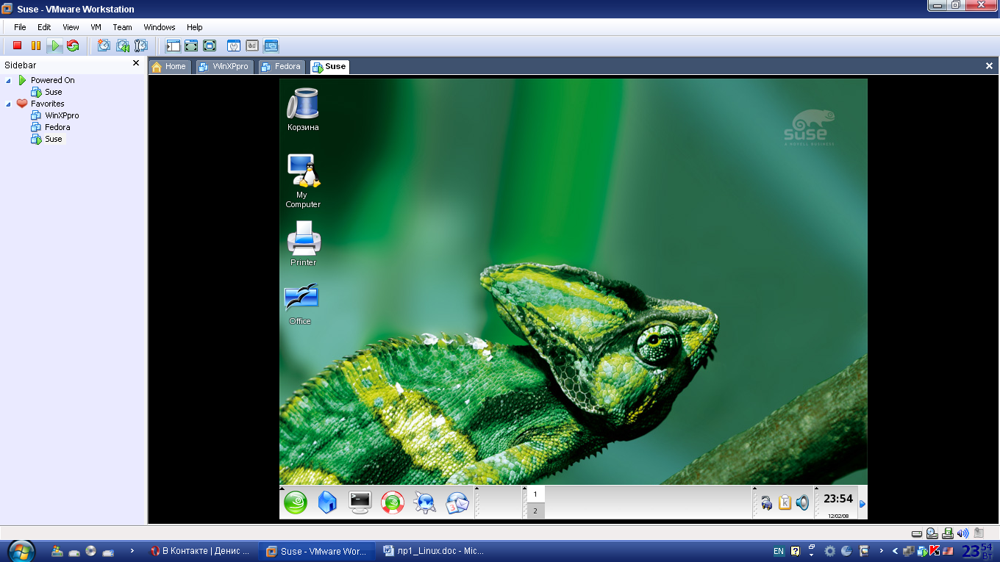 Suse - VMware Workstation
File Edit View VM Team Windows Help
Sidebar
Powered On
Suse
Favorites
WinXPpro
Fedora
Suse
Home WinXPpro Fedora Suse
Корзина
My
Computer
Printer
Office
suse
A NOVELL BUSINESS
1
2
23:54
12/02/08
В Контакте | Денис ...
Suse - VMware Wor...
лр1_Linux.doc - Mic...
EN
23 54
Вт